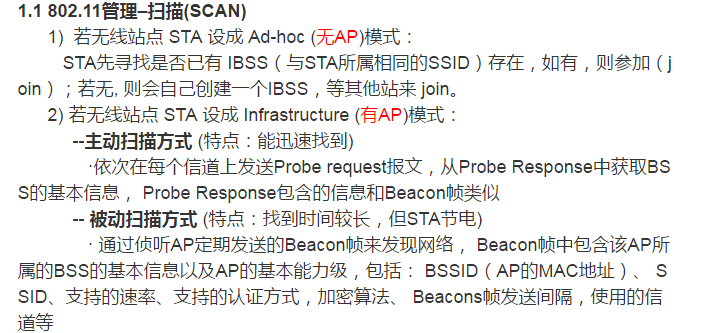 1.1 802.11管理–扫描(SCAN)
1) 若无线站点 STA 设成 Ad-hoc (无AP)模式：
STA先寻找是否已有 IBSS（与STA所属相同的SSID）存在，如有，则参加（j
oin）；若无, 则会自己创建一个IBSS，等其他站来 join。
2) 若无线站点 STA 设成 Infrastructure (有AP)模式：
--主动扫描方式 (特点：能迅速找到)
·依次在每个信道上发送Probe request报文，从Probe Response中获取BS
S的基本信息， Probe Response包含的信息和Beacon帧类似
-- 被动扫描方式 (特点：找到时间较长，但STA节电)
· 通过侦听AP定期发送的Beacon帧来发现网络， Beacon帧中包含该AP所
属的BSS的基本信息以及AP的基本能力级，包括： BSSID（AP的MAC地址）、 S
SID、支持的速率、支持的认证方式，加密算法、 Beacons帧发送间隔，使用的信
道等